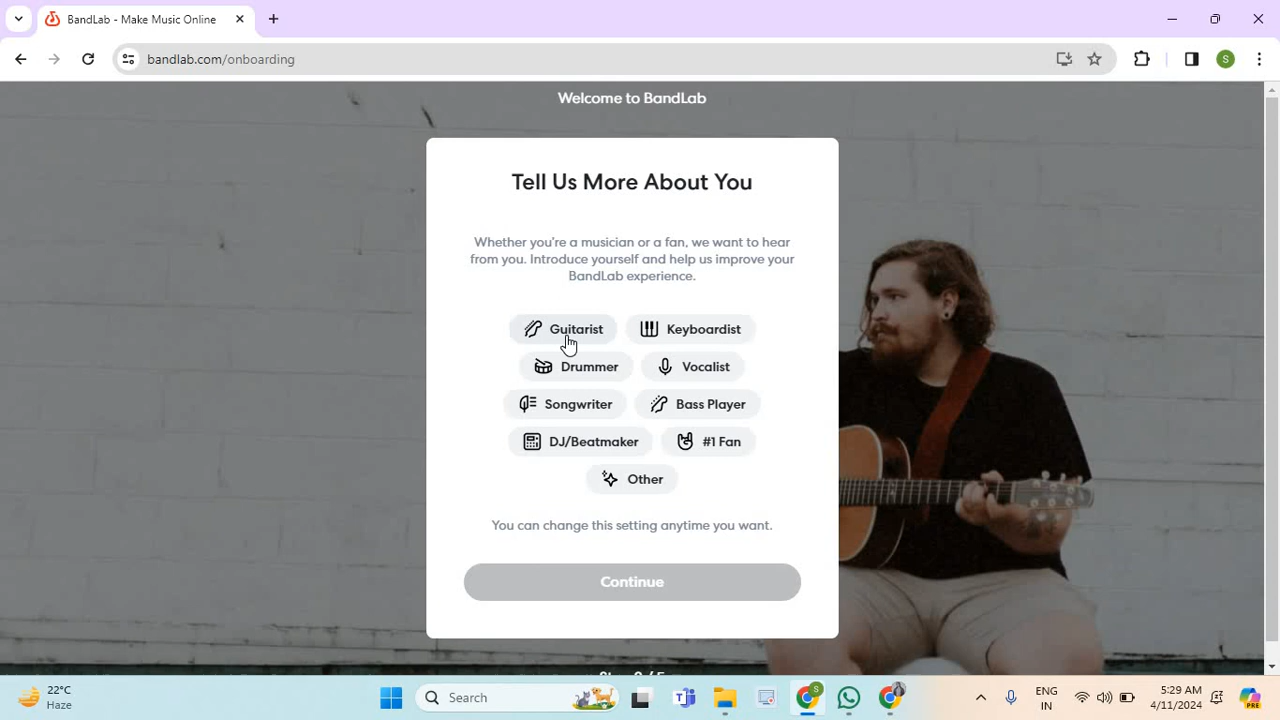 BandLab - Make Music Online
bandlab.com/onboarding
S
Welcome to BandLab
Tell Us More About You
Whether you're a musician or a fan, we want to hear
from you. Introduce yourself and help us improve your
BandLab experience.
Guitarist
Keyboardist
Drummer
Vocalist
Songwriter
Bass Player
DJ/Beatmaker
#1 Fan
Other
You can change this setting anytime you want.
Continue
22°C
Haze
Search
ENG
IN
5:29 AM
4/11/2024
PRE